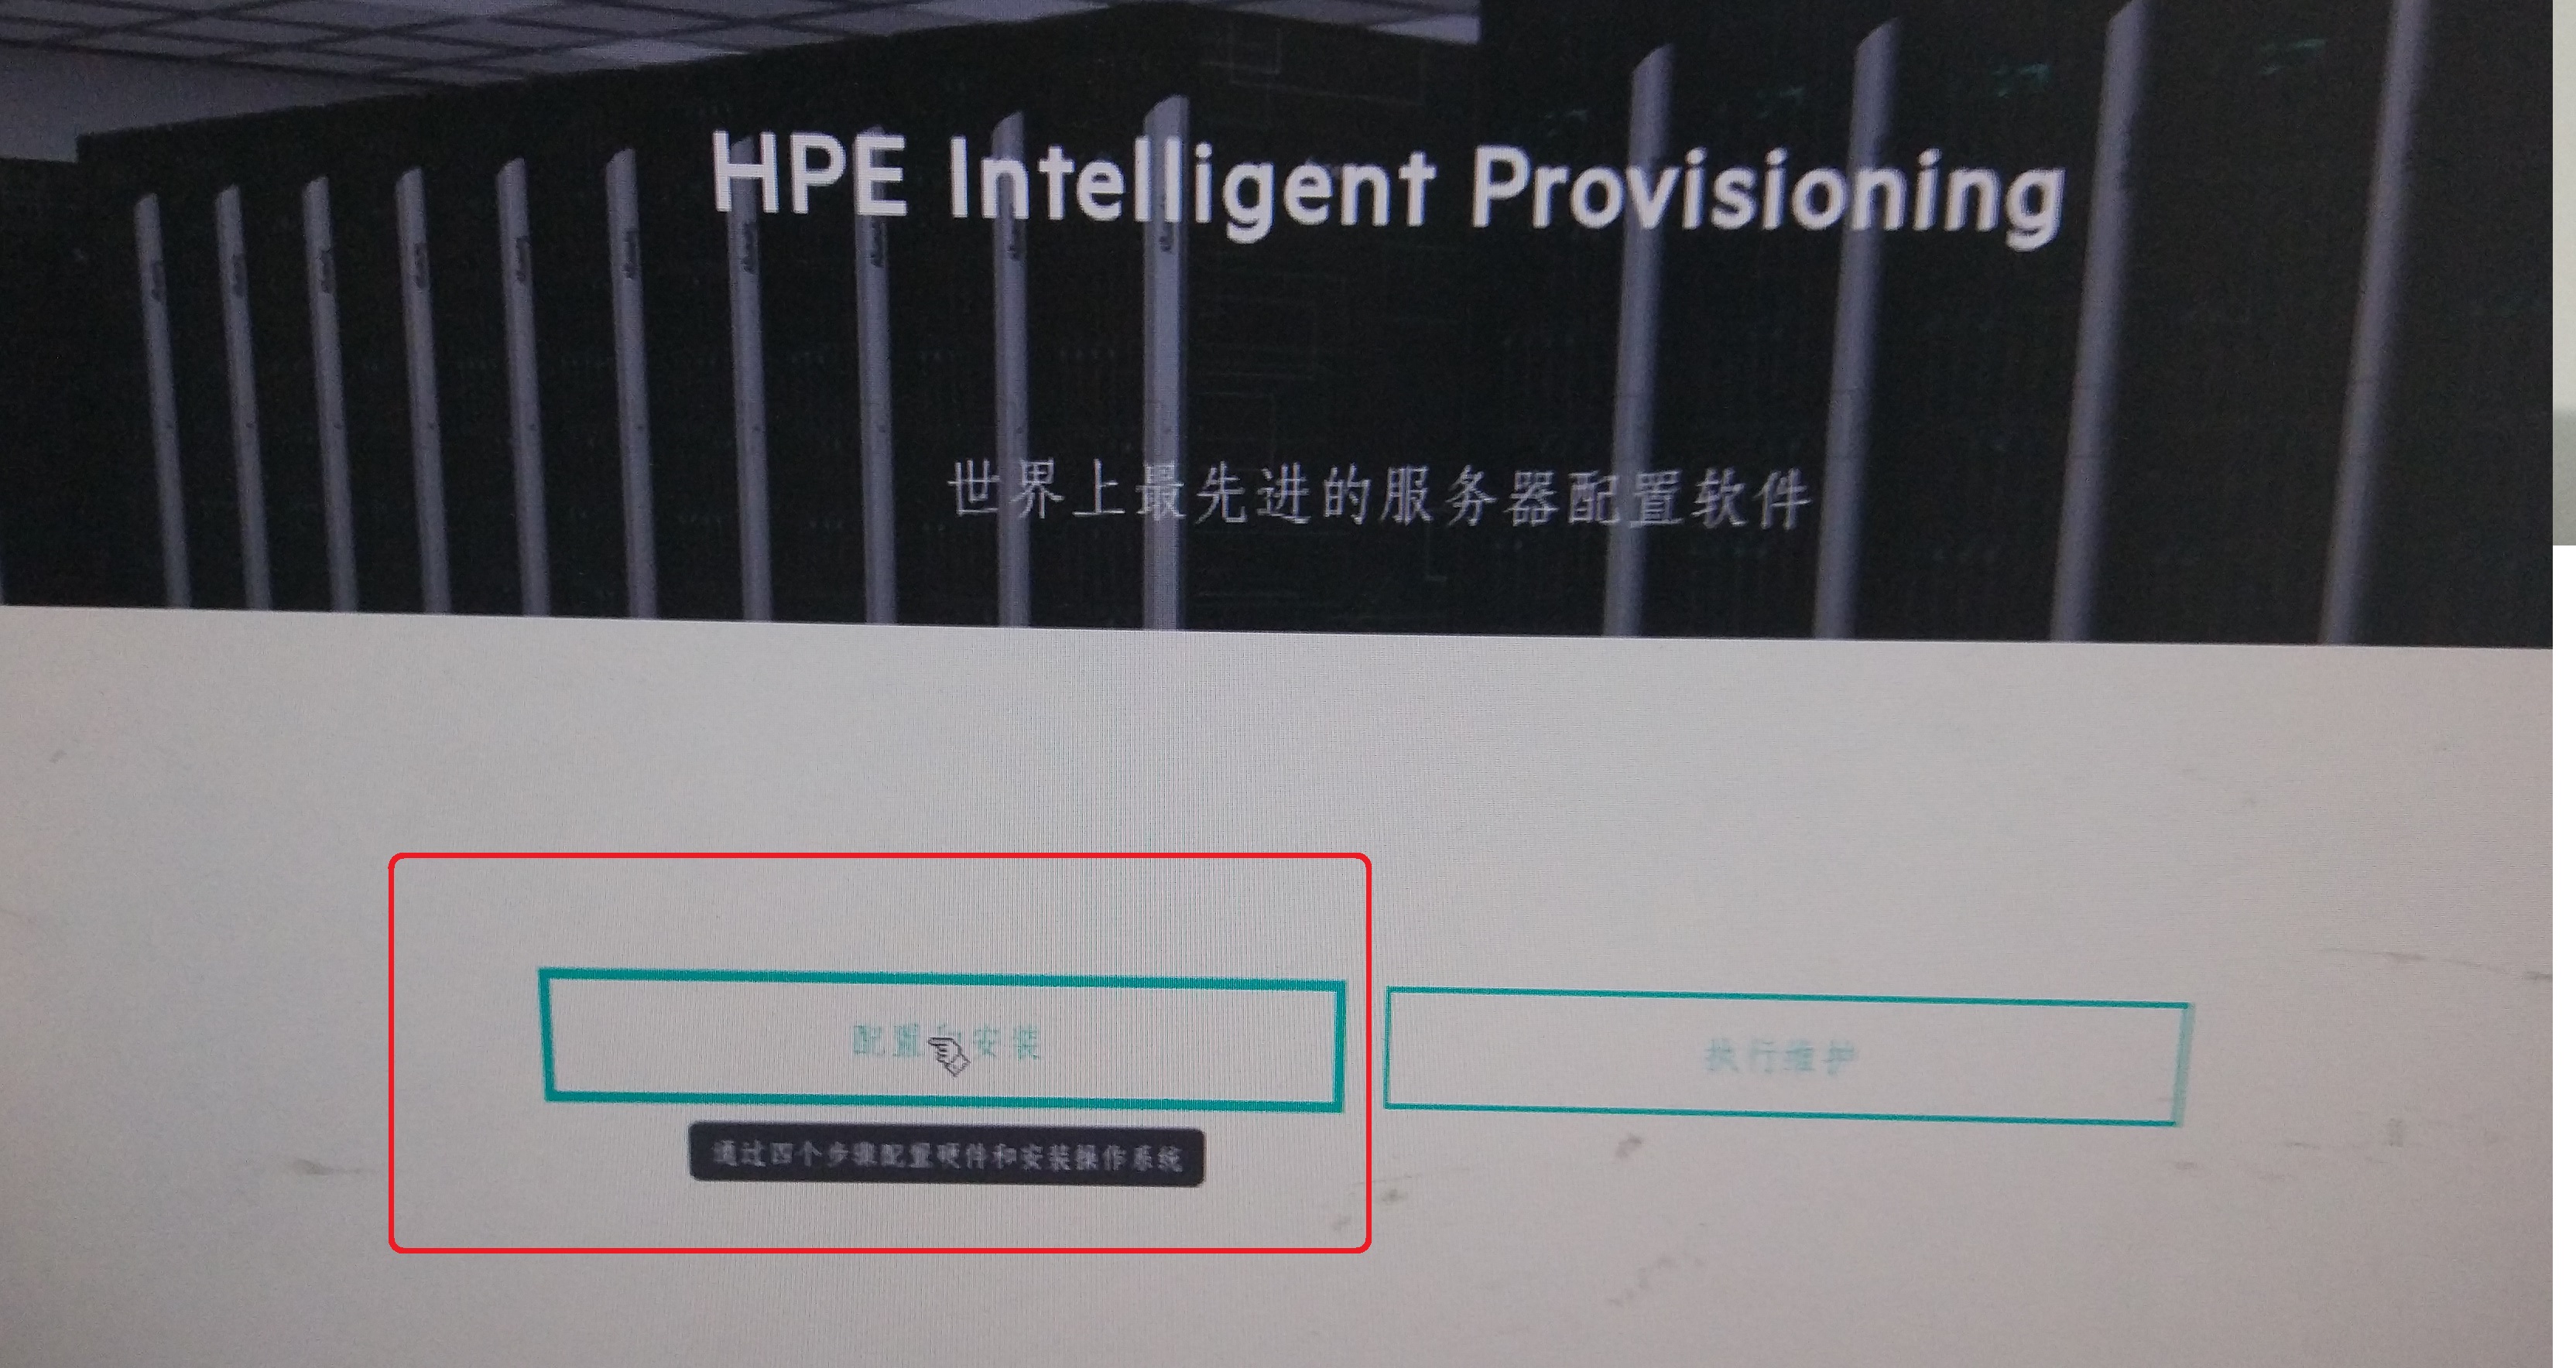 HPE Intelligent Provisioning
世界上最先进的服务器配置软件
配置和安装
执行维护
通过四个步骤配置硬件和安装操作系统